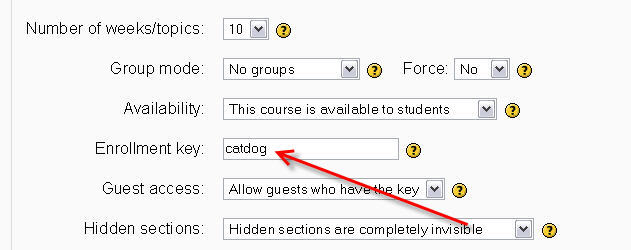 Number of weeks/topics: 10 ?
Group mode: No groups ? Force: No ?
Availability: This course is available to students ?
Enrollment key: catdog ?
Guest access: Allow guests who have the key ?
Hidden sections: Hidden sections are completely invisible ?